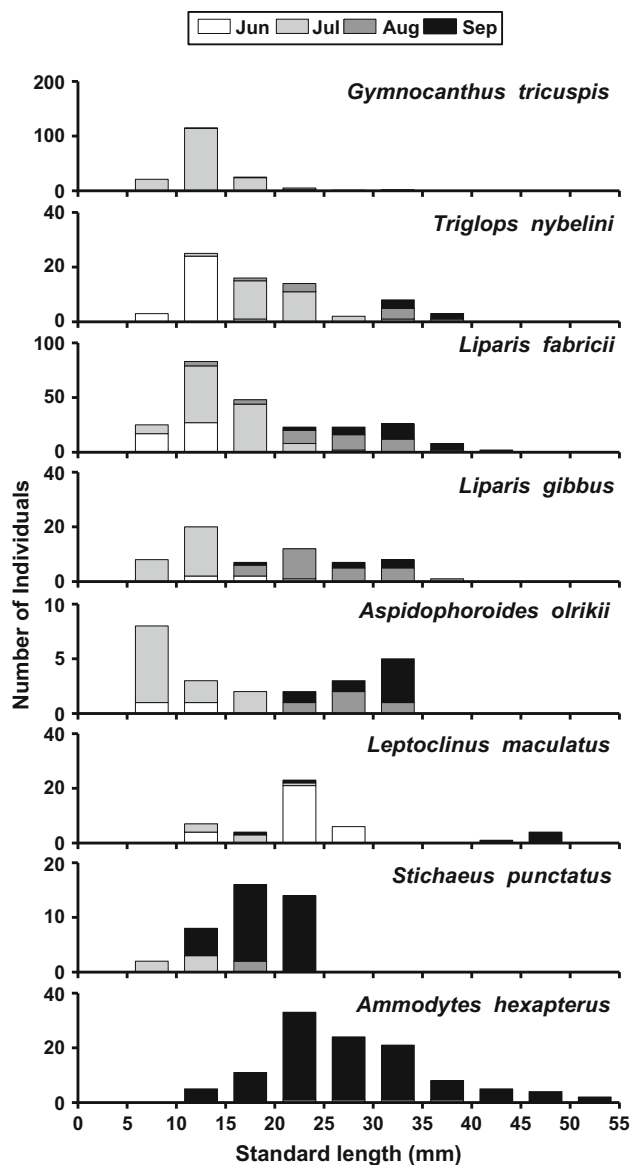 Jun Jul Aug Sep
Number of Individuals
200
100
0
Gymnocanthus tricuspis
40
20
0
Triglops nybelini
100
50
0
Liparis fabricii
40
20
0
Liparis gibbus
10
5
0
Aspidophoroides olrikii
40
20
0
Leptoclinus maculatus
20
10
0
Stichaeus punctatus
40
20
0
Ammodytes hexapterus
0 5 10 15 20 25 30 35 40 45 50 55
Standard length (mm)